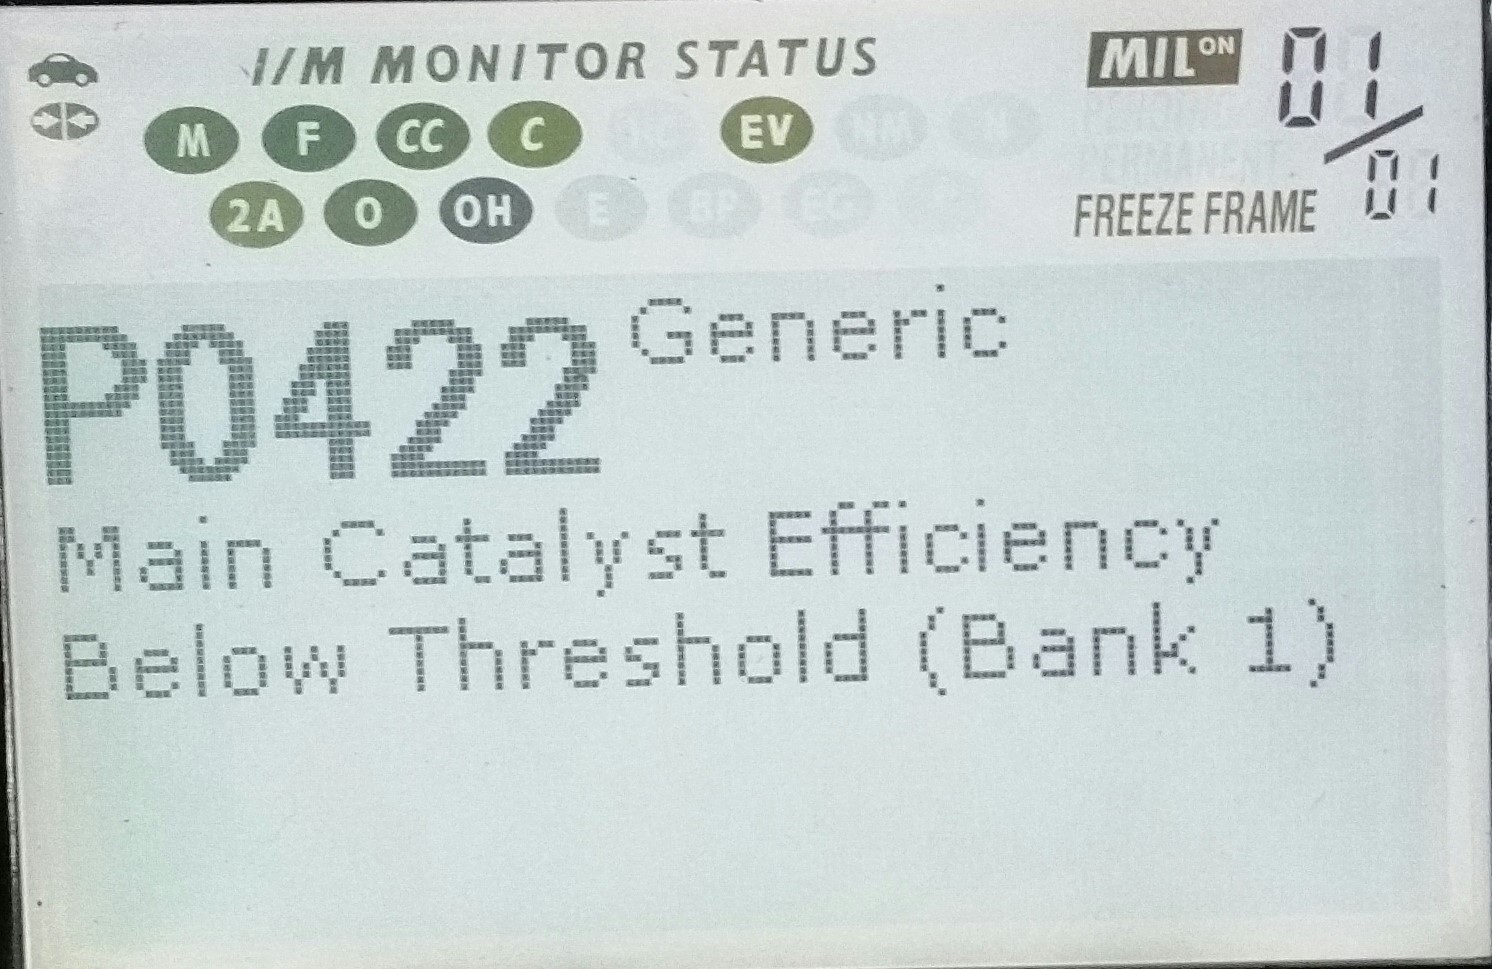 I/M MONITOR STATUS
MIL ON
01/01
M F CC C EV
2A O OH
FREEZE FRAME
P0422 Generic
Main Catalyst Efficiency
Below Threshold (Bank 1)